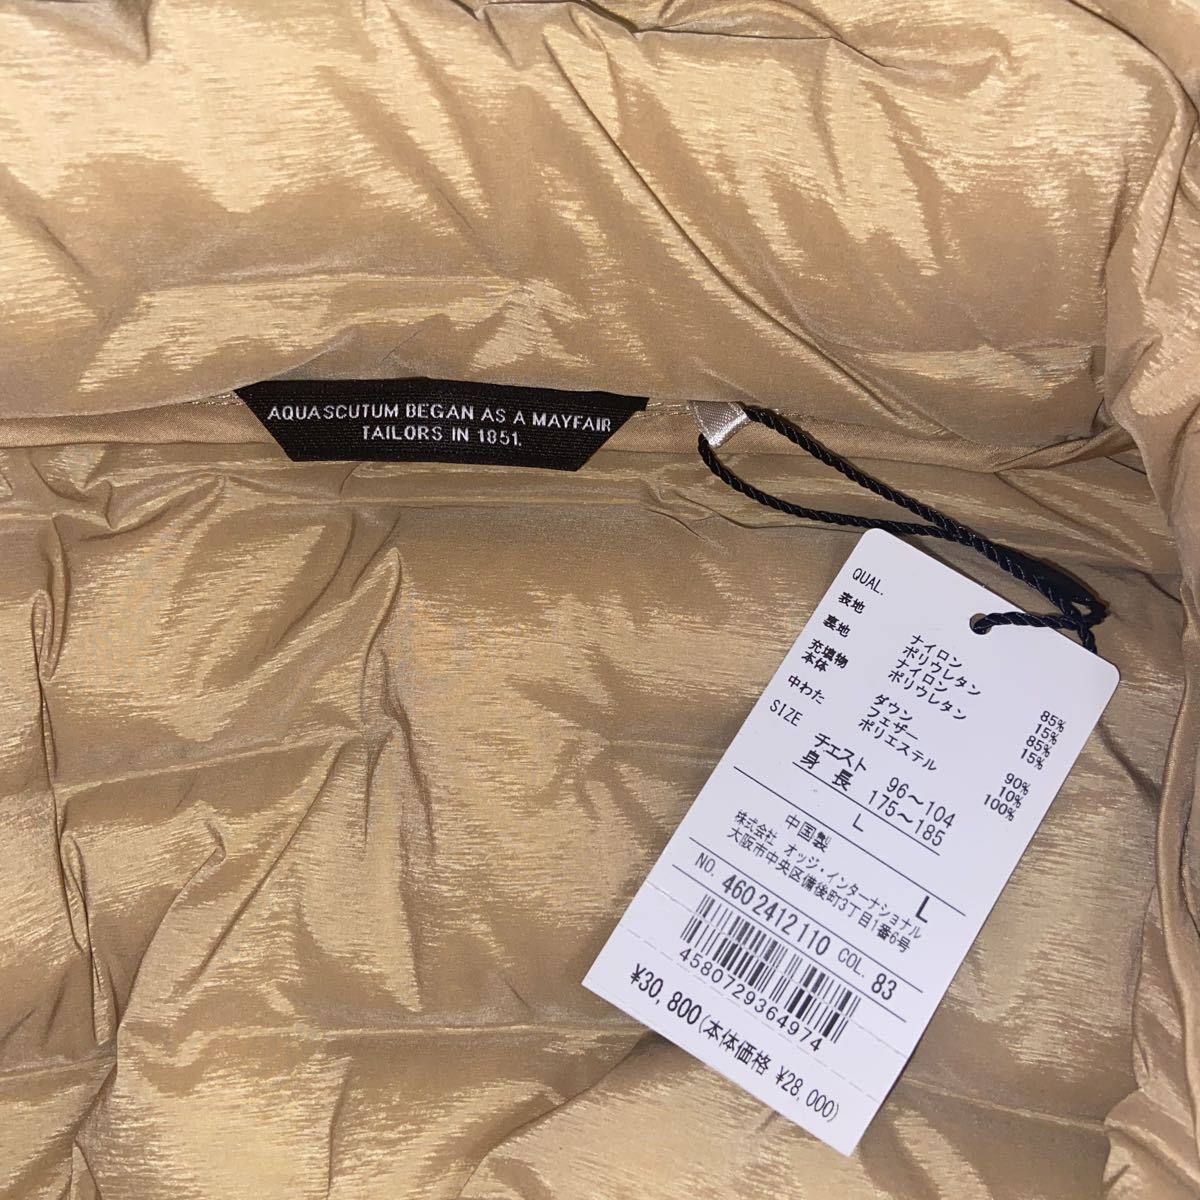 AQUASCUTUM BEGAN AS A MAYFAIR
TAILORS IN 1851.
QUAL.
表地 ナイロン 85%
ポリウレタン 15%
裏地 ナイロン 85%
ポリウレタン 15%
充填物
本体 ダウン 90%
フェザー 10%
中わた ポリエステル 100%
SIZE
チェスト 96~104
身長 175~185
L
中国製
L
株式会社 オッジ・インターナショナル
大阪市中央区備後町3丁目1番6号
NO. 4602412110 COL. 83
4580729364974
¥30,800(本体価格 ¥28,000)